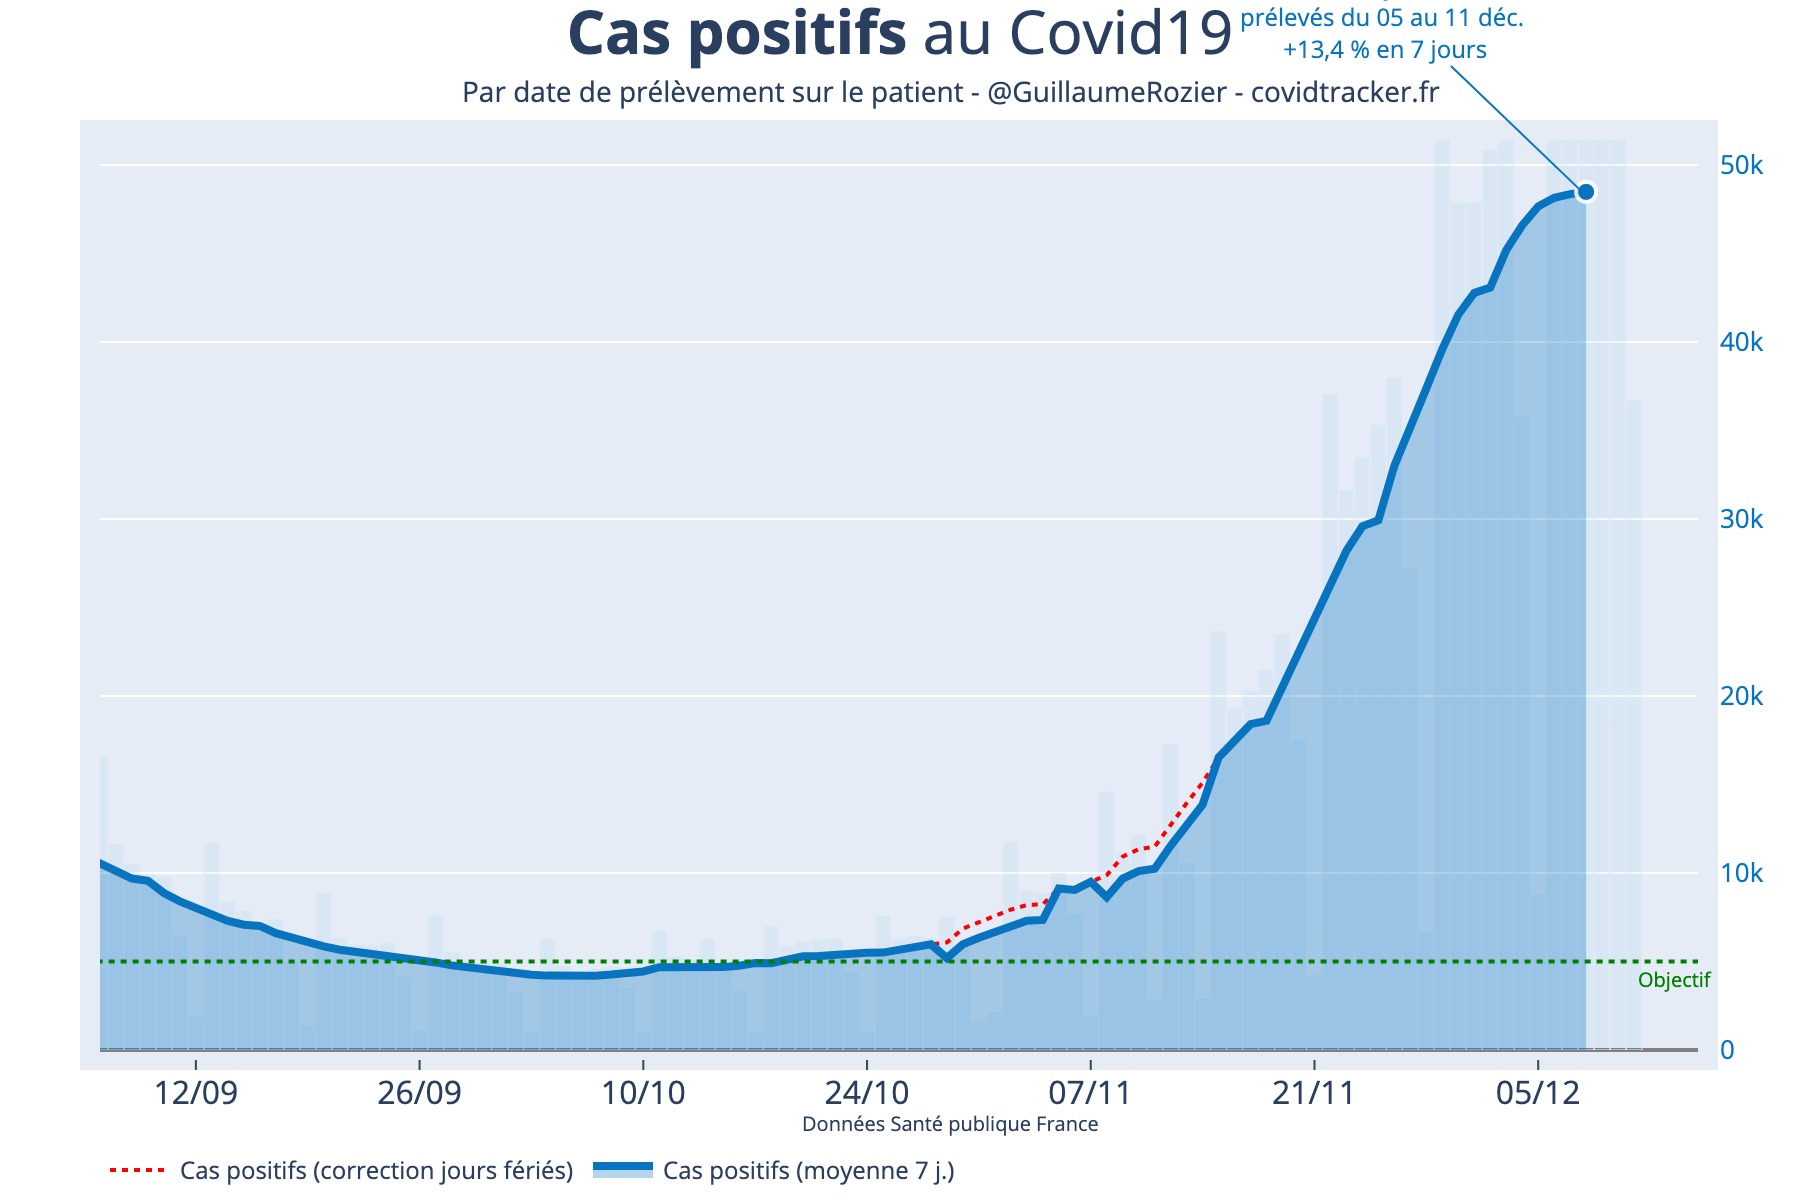 Cas positifs au Covid19
prélevés du 05 au 11 déc.
+13,4 % en 7 jours
Par date de prélèvement sur le patient - @GuillaumeRozier - covidtracker.fr
50k
40k
30k
20k
10k
Objectif
0
12/09
26/09
10/10
24/10
07/11
21/11
05/12
Données Santé publique France
Cas positifs (correction jours fériés)
Cas positifs (moyenne 7 j.)